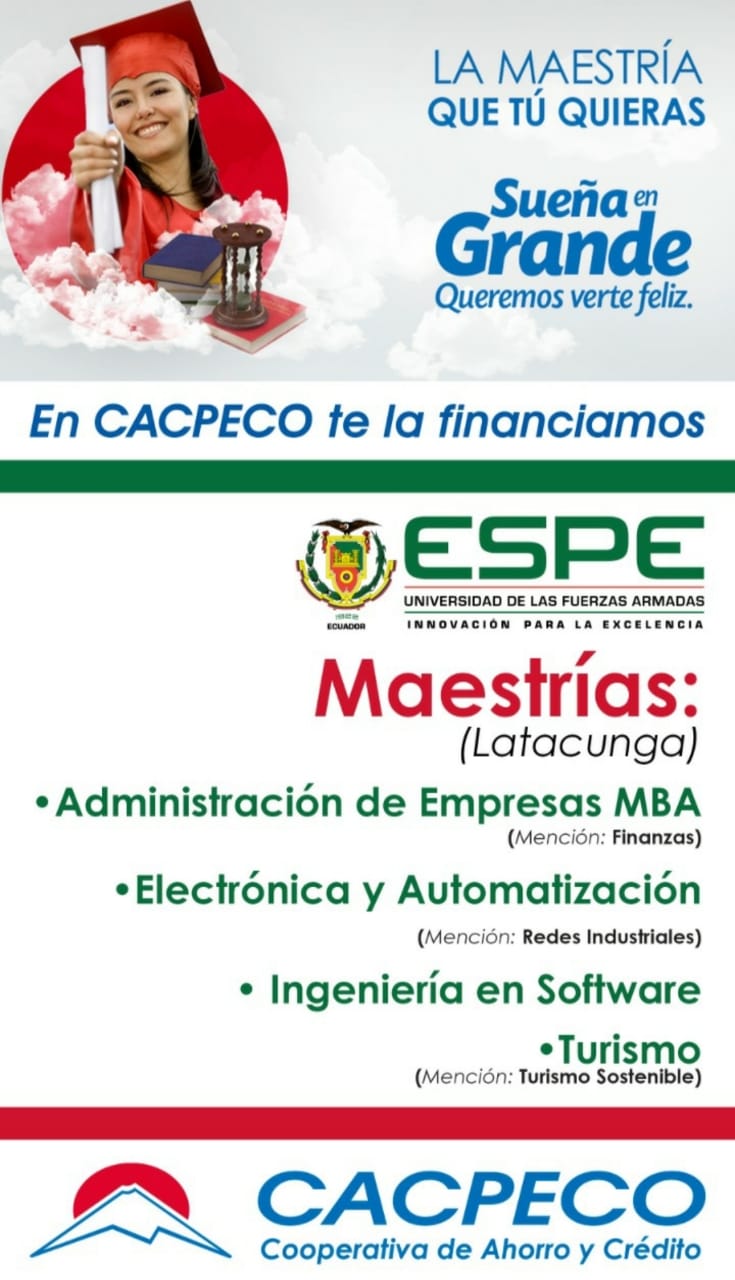 LA MAESTRÍA
QUE TÚ QUIERAS
Sueña en
Grande
Queremos verte feliz.
En CACPECO te la financiamos
ESPE
UNIVERSIDAD DE LAS FUERZAS ARMADAS
INNOVACIÓN PARA LA EXCELENCIA
ECUADOR
Maestrías:
(Latacunga)
•Administración de Empresas MBA
(Mención: Finanzas)
•Electrónica y Automatización
(Mención: Redes Industriales)
• Ingeniería en Software
•Turismo
(Mención: Turismo Sostenible)
CACPECO
Cooperativa de Ahorro y Crédito